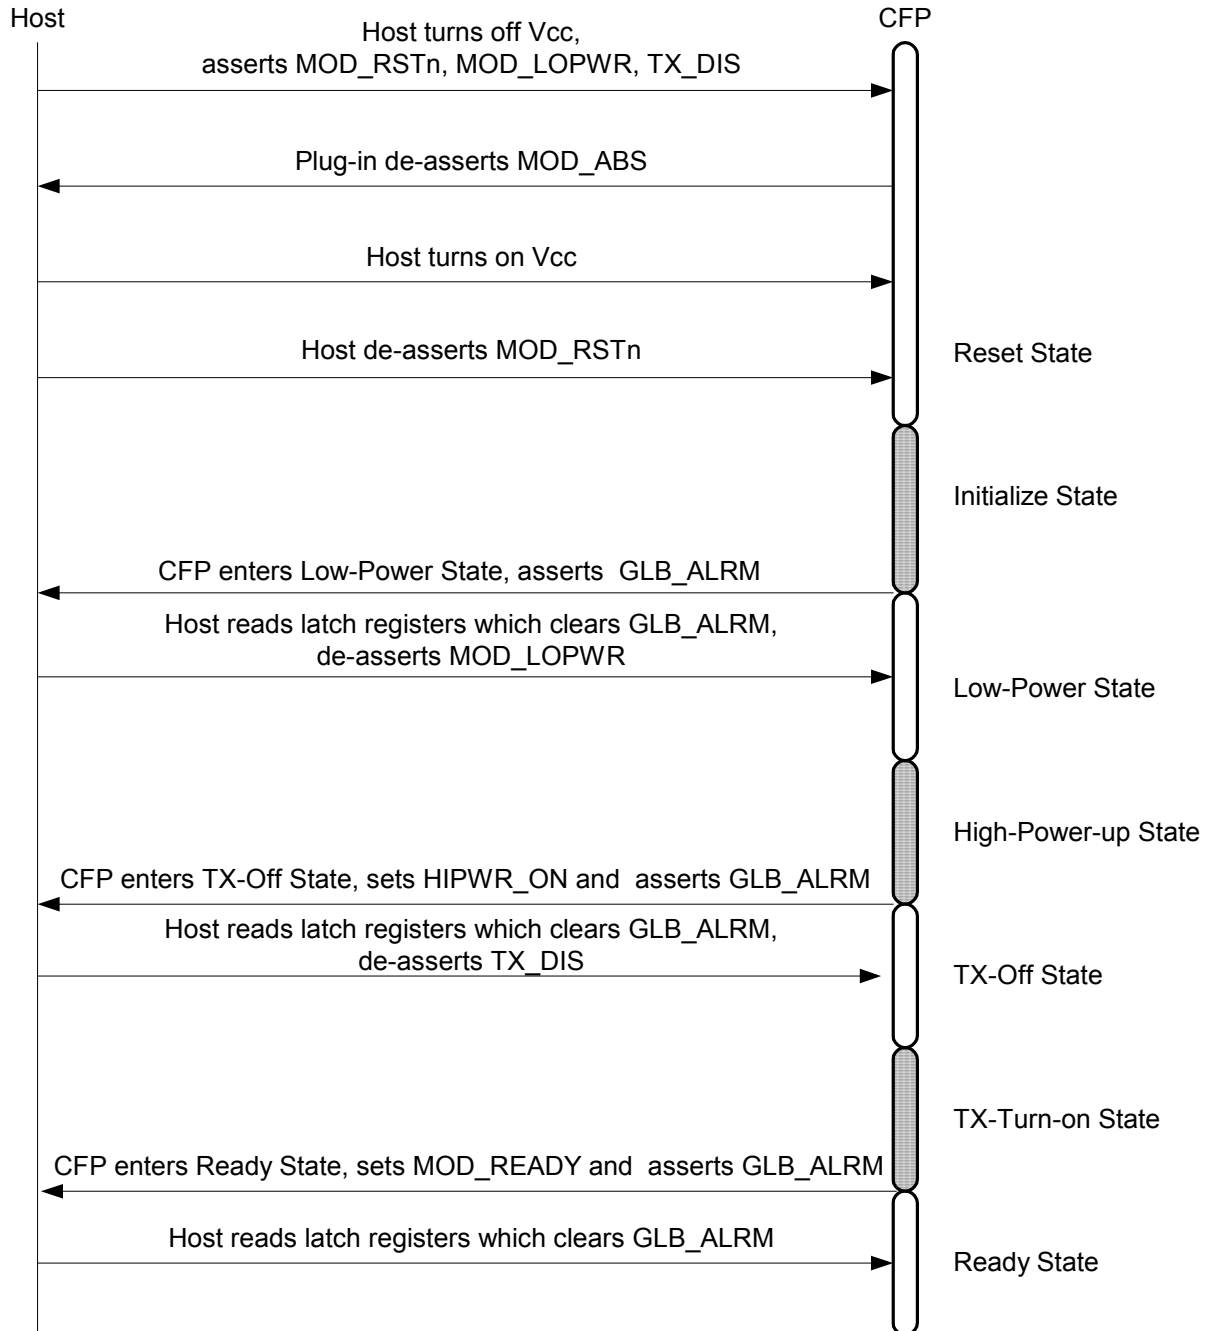 Host
CFP
Host turns off Vcc,
asserts MOD_RSTn, MOD_LOPWR, TX_DIS
Plug-in de-asserts MOD_ABS
Host turns on Vcc
Host de-asserts MOD_RSTn
Reset State
Initialize State
CFP enters Low-Power State, asserts GLB_ALRM
Host reads latch registers which clears GLB_ALRM,
de-asserts MOD_LOPWR
Low-Power State
High-Power-up State
CFP enters TX-Off State, sets HIPWR_ON and asserts GLB_ALRM
Host reads latch registers which clears GLB_ALRM,
de-asserts TX_DIS
TX-Off State
TX-Turn-on State
CFP enters Ready State, sets MOD_READY and asserts GLB_ALRM
Host reads latch registers which clears GLB_ALRM
Ready State